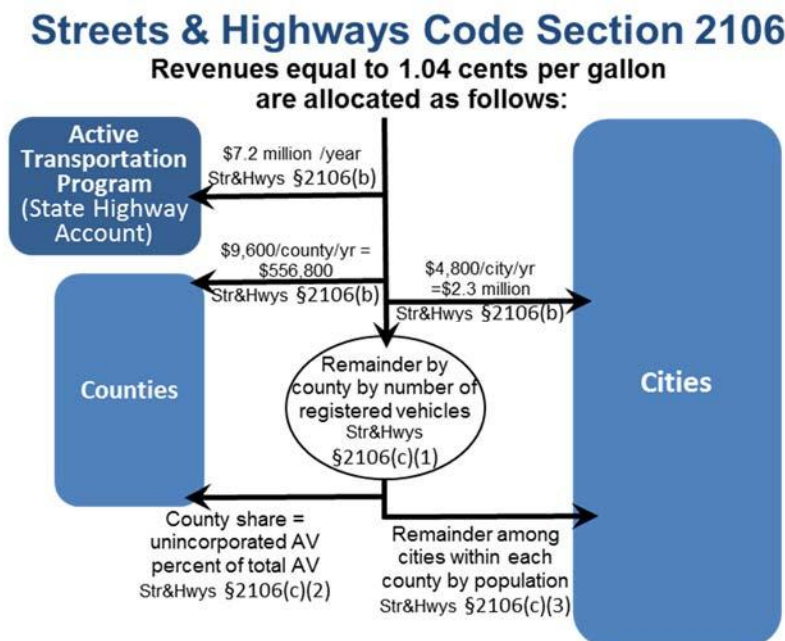 Streets & Highways Code Section 2106
Revenues equal to 1.04 cents per gallon
are allocated as follows:
Active
Transportation
Program
(State Highway
Account)
$7.2 million /year
Str&Hwys §2106(b)
$9,600/county/yr =
$556,800
Str&Hwys §2106(b)
$4,800/city/yr
=$2.3 million
Str&Hwys §2106(b)
Counties
Remainder by
county by number of
registered vehicles
Str&Hwys
§2106(c)(1)
Cities
County share =
unincorporated AV
percent of total AV
Str&Hwys §2106(c)(2)
Remainder among
cities within each
county by population
Str&Hwys §2106(c)(3)